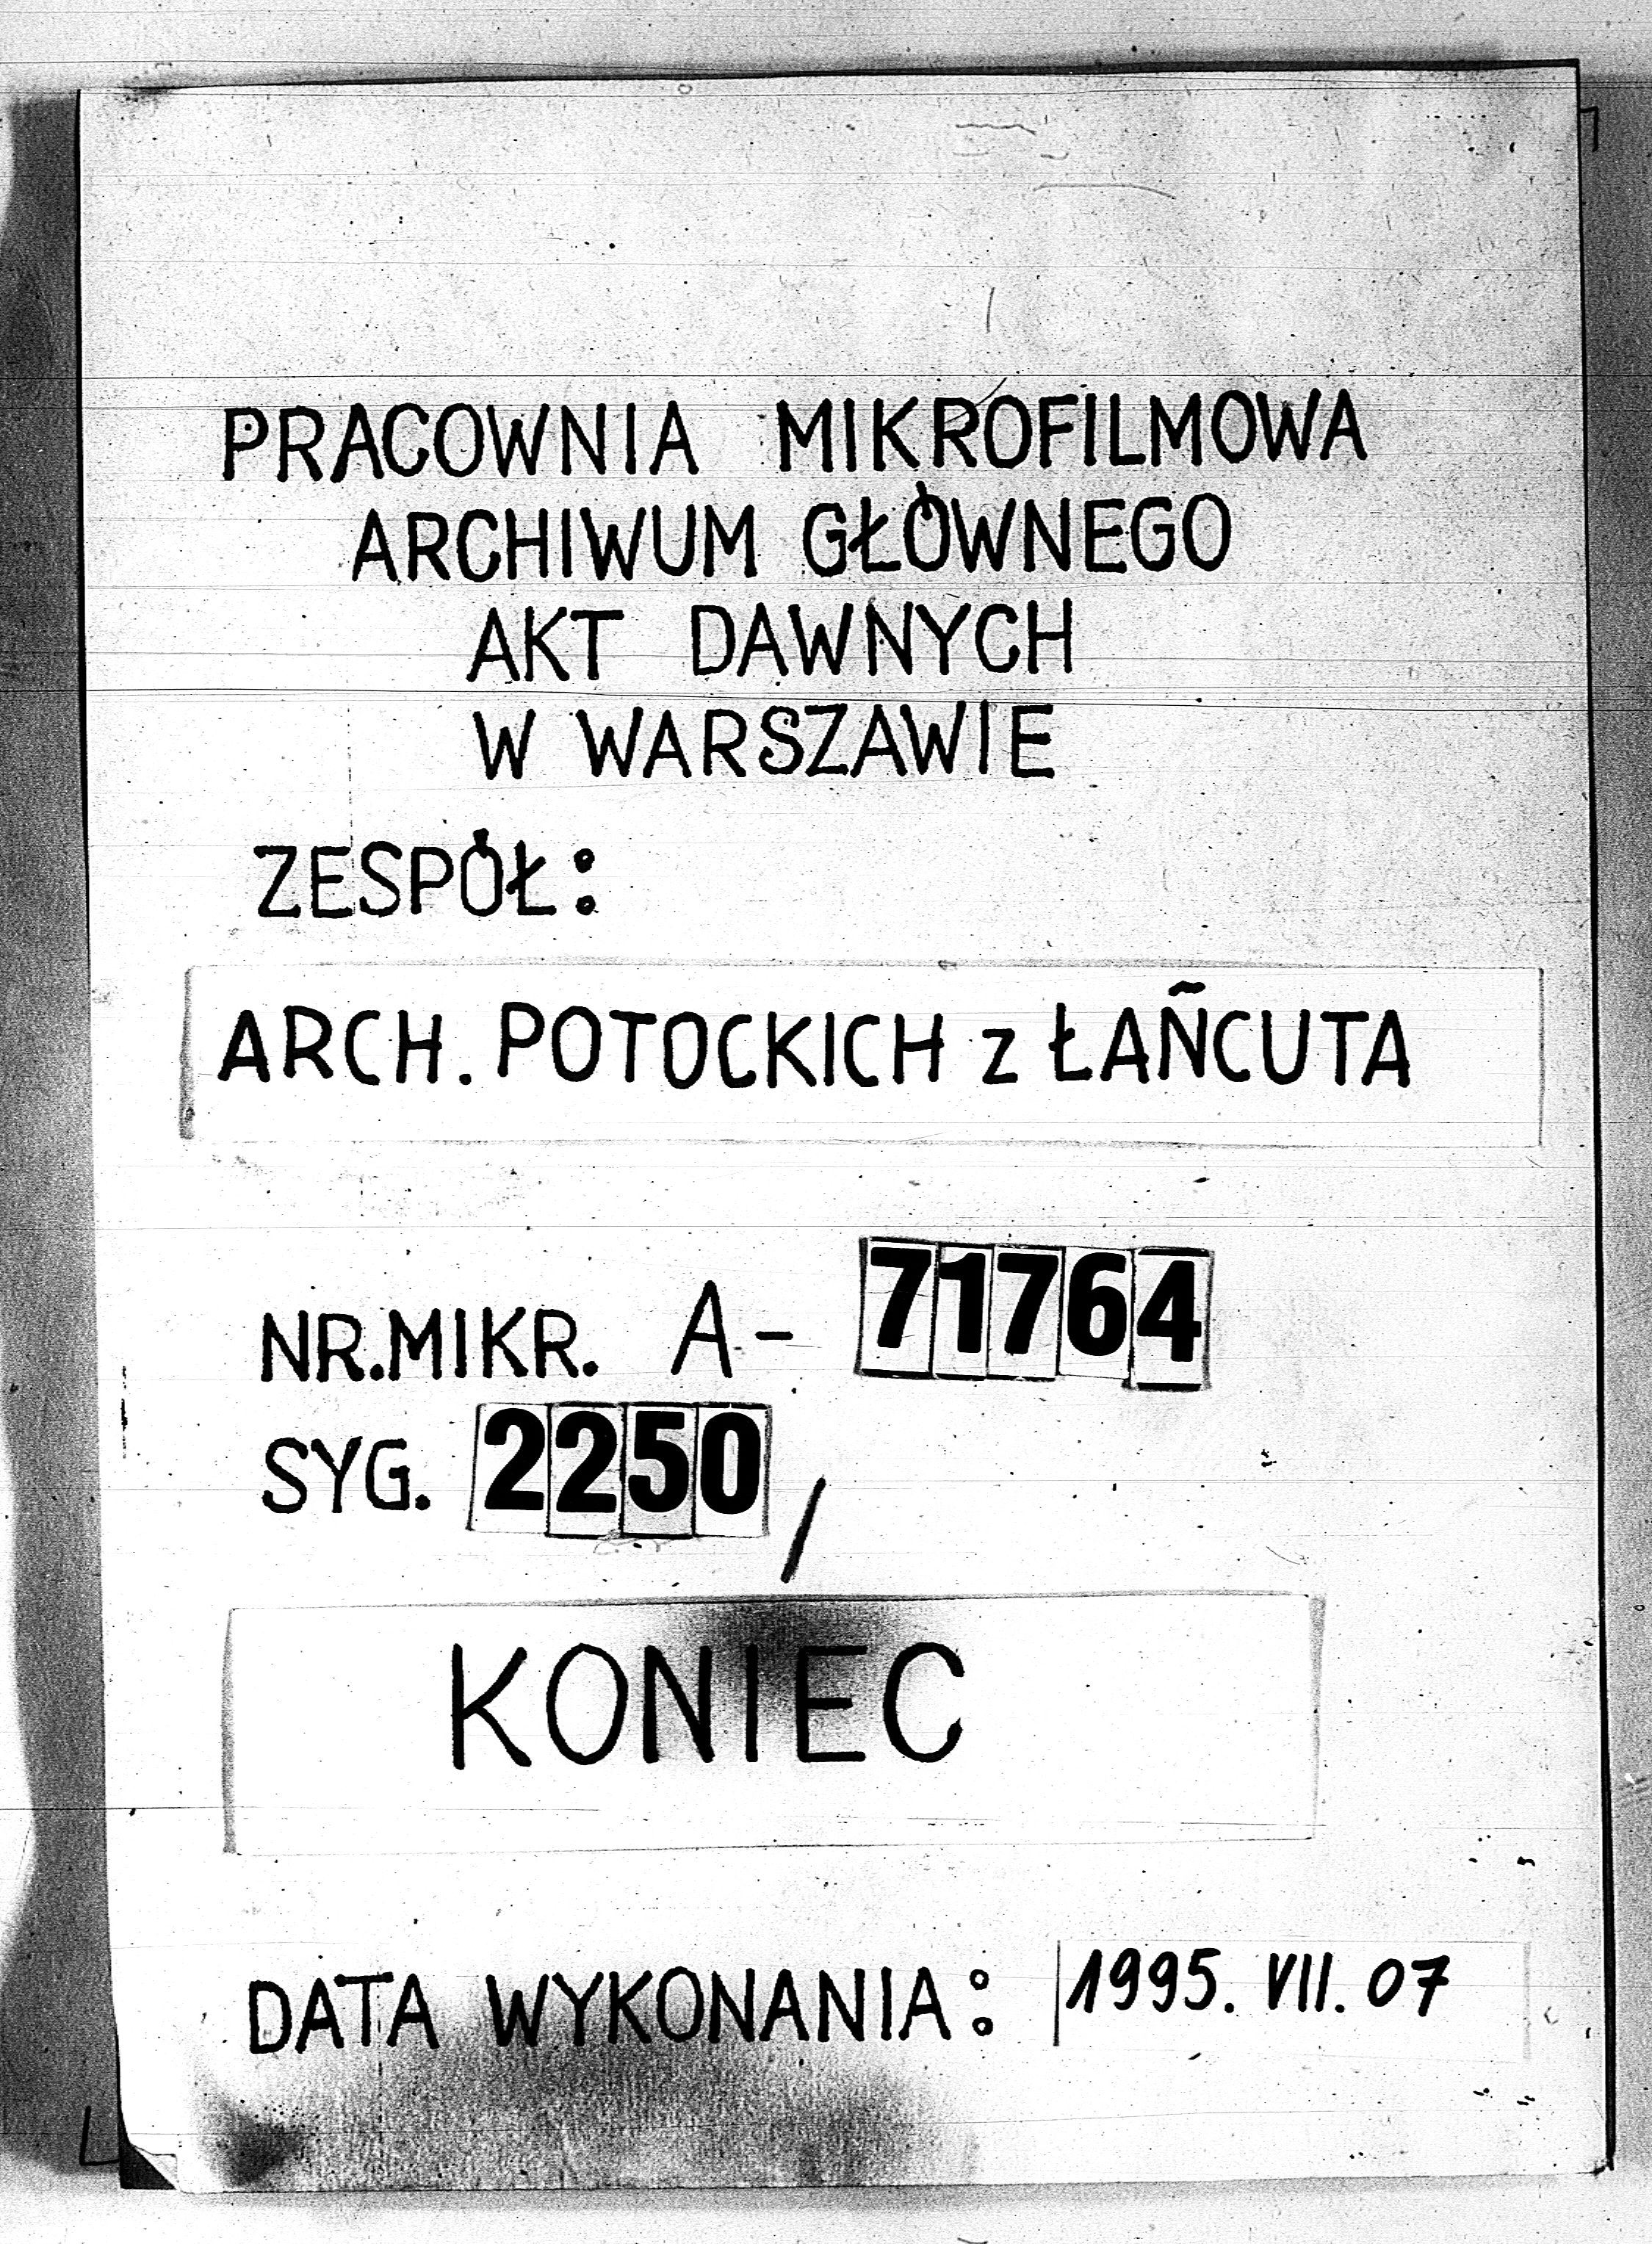 PRACOWNIA MIKROFILMOWA
ARCHIWUM GŁÓWNEGO
AKT DAWNYCH
W WARSZAWIE
ZESPÓŁ:
ARCH. POTOCKICH z ŁAŃCUTA
NR.MIKR. A- 71764
SYG. 2250,
KONIEC
DATA WYKONANIA: 1995. VII. 07